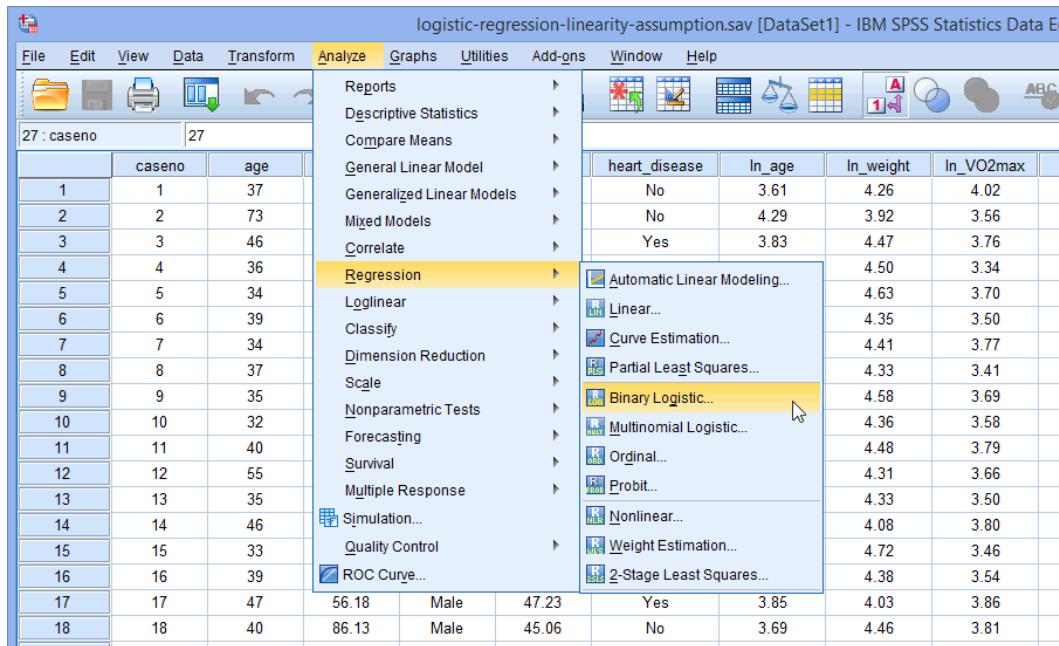 logistic-regression-linearity-assumption.sav [DataSet1] - IBM SPSS Statistics Data E
File Edit View Data Transform Analyze Graphs Utilities Add-ons Window Help
27 : caseno 27
caseno age heart_disease ln_age ln_weight ln_VO2max
1 1 37 No 3.61 4.26 4.02
2 2 73 No 4.29 3.92 3.56
3 3 46 Yes 3.83 4.47 3.76
4 4 36 4.50 3.34
5 5 34 4.63 3.70
6 6 39 4.35 3.50
7 7 34 4.41 3.77
8 8 37 4.33 3.41
9 9 35 4.58 3.69
10 10 32 4.36 3.58
11 11 40 4.48 3.79
12 12 55 4.31 3.66
13 13 35 4.33 3.50
14 14 46 4.08 3.80
15 15 33 4.72 3.46
16 16 39 4.38 3.54
17 17 47 56.18 Male 47.23 Yes 3.85 4.03 3.86
18 18 40 86.13 Male 45.06 No 3.69 4.46 3.81
Reports
Descriptive Statistics
Compare Means
General Linear Model
Generalized Linear Models
Mixed Models
Correlate
Regression
Loglinear
Classify
Dimension Reduction
Scale
Nonparametric Tests
Forecasting
Survival
Multiple Response
Simulation...
Quality Control
ROC Curve...
Automatic Linear Modeling...
Linear...
Curve Estimation...
Partial Least Squares...
Binary Logistic...
Multinomial Logistic...
Ordinal...
Probit...
Nonlinear...
Weight Estimation...
2-Stage Least Squares...